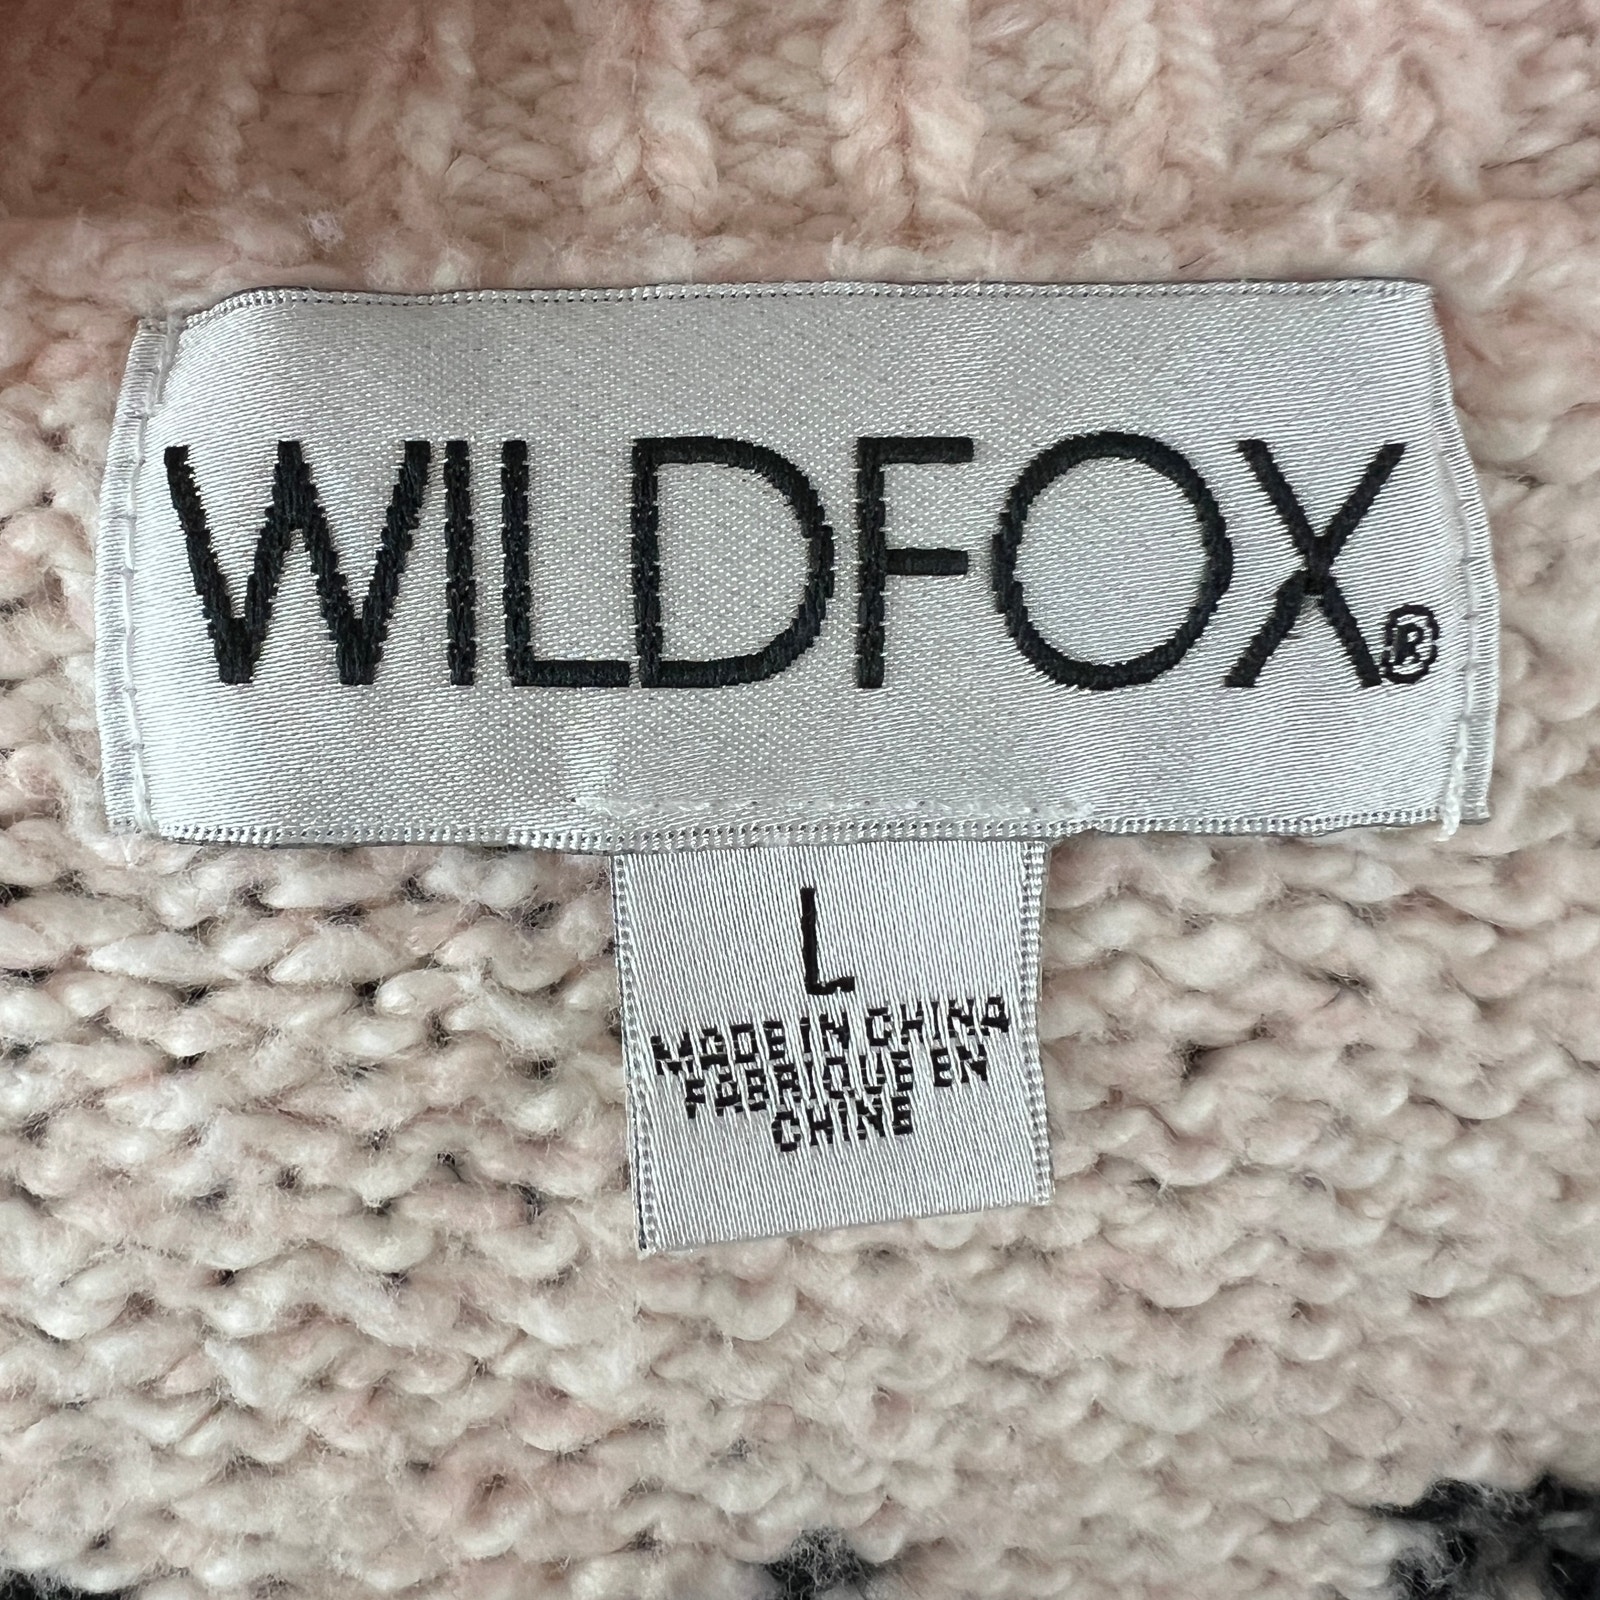 WILDFOX®
L
MADE IN CHINA
FABRIQUE EN
CHINE